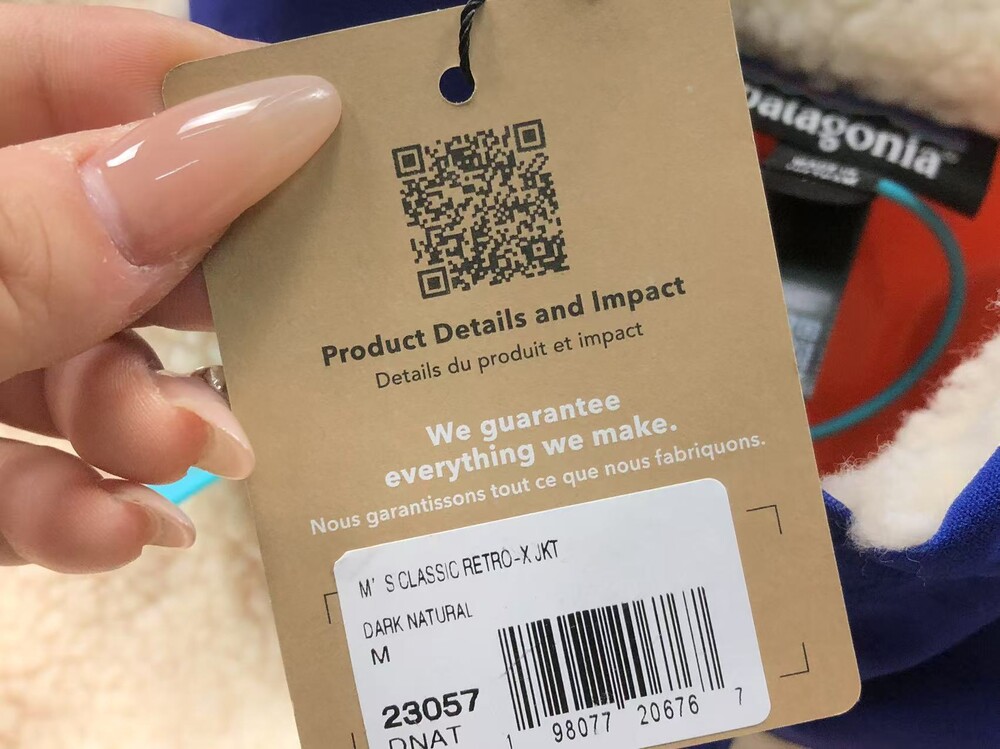 patagonia
Product Details and Impact
Details du produit et impact
We guarantee
everything we make.
Nous garantissons tout ce que nous fabriquons.
M' S CLASSIC RETRO-X JKT
DARK NATURAL
M
23057
DNAT
1 98077 20676 7